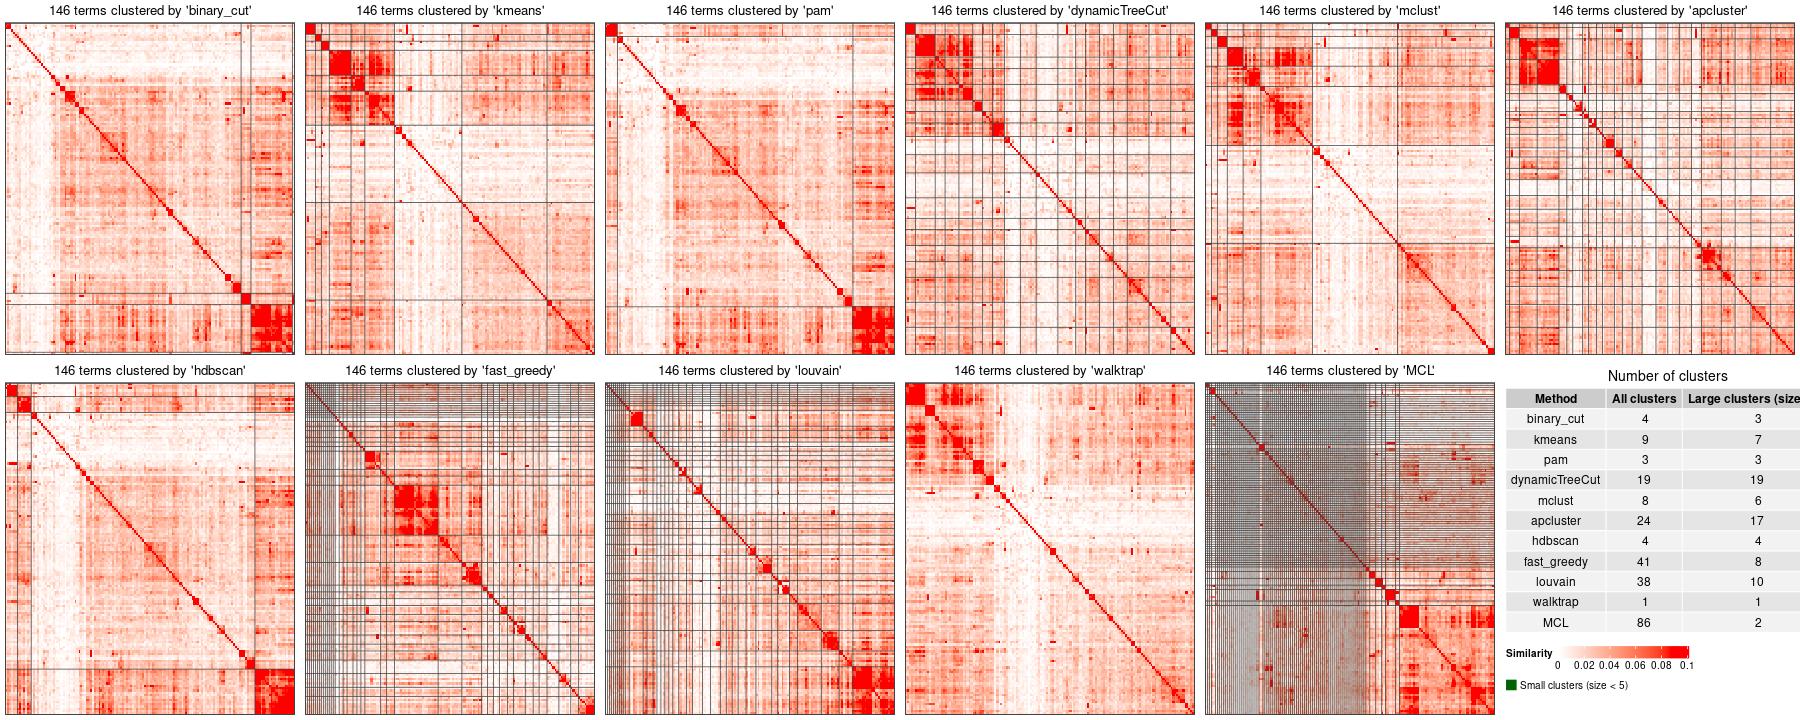 146 terms clustered by 'binary_cut'
146 terms clustered by 'kmeans'
146 terms clustered by 'pam'
146 terms clustered by 'dynamicTreeCut'
146 terms clustered by 'mclust'
146 terms clustered by 'apcluster'
146 terms clustered by 'hdbscan'
146 terms clustered by 'fast_greedy'
146 terms clustered by 'louvain'
146 terms clustered by 'walktrap'
146 terms clustered by 'MCL'
Number of clusters
Method All clusters Large clusters (size
binary_cut 4 3
kmeans 9 7
pam 3 3
dynamicTreeCut 19 19
mclust 8 6
apcluster 24 17
hdbscan 4 4
fast_greedy 41 8
louvain 38 10
walktrap 1 1
MCL 86 2
Similarity
0 0.02 0.04 0.06 0.08 0.1
Small clusters (size < 5)